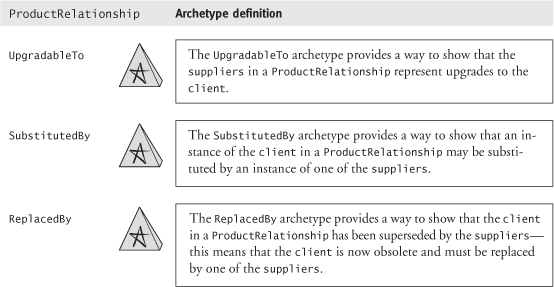 ProductRelationship Archetype definition
UpgradableTo
The UpgradableTo archetype provides a way to show that the
suppliers in a ProductRelationship represent upgrades to the
client.
SubstitutedBy
The SubstitutedBy archetype provides a way to show that an in-
stance of the client in a ProductRelationship may be substi-
tuted by an instance of one of the suppliers.
ReplacedBy
The ReplacedBy archetype provides a way to show that the client
in a ProductRelationship has been superseded by the suppliers—
this means that the client is now obsolete and must be replaced
by one of the suppliers.